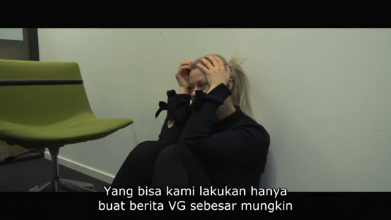 Yang bisa kami lakukan hanya
buat berita VG sebesar mungkin